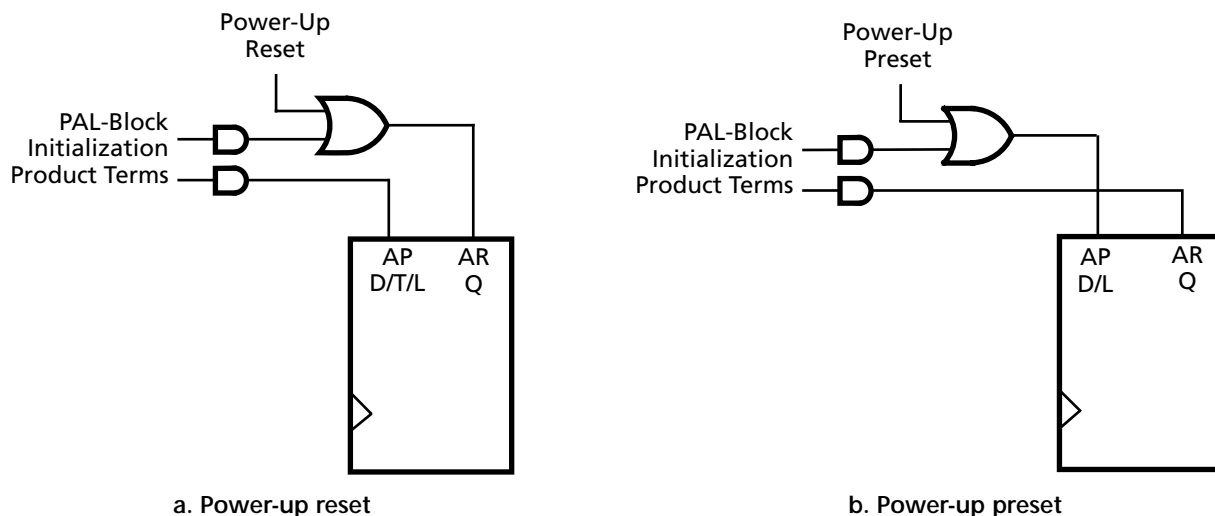 Power-Up
Reset
PAL-Block
Initialization
Product Terms
AP
AR
D/T/L
Q
a. Power-up reset
Power-Up
Preset
PAL-Block
Initialization
Product Terms
AP
AR
D/L
Q
b. Power-up preset